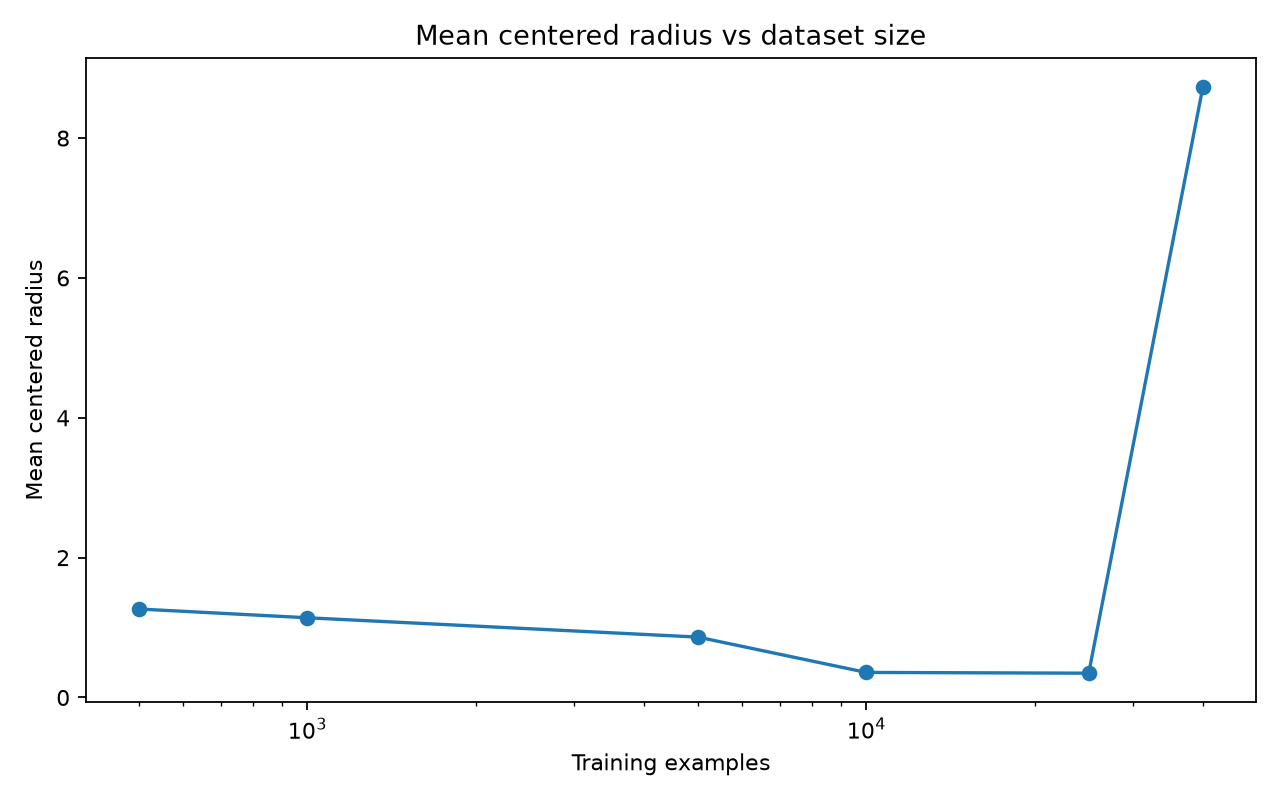 Mean centered radius vs dataset size
Mean centered radius
8
6
4
2
0
10³
10⁴
Training examples